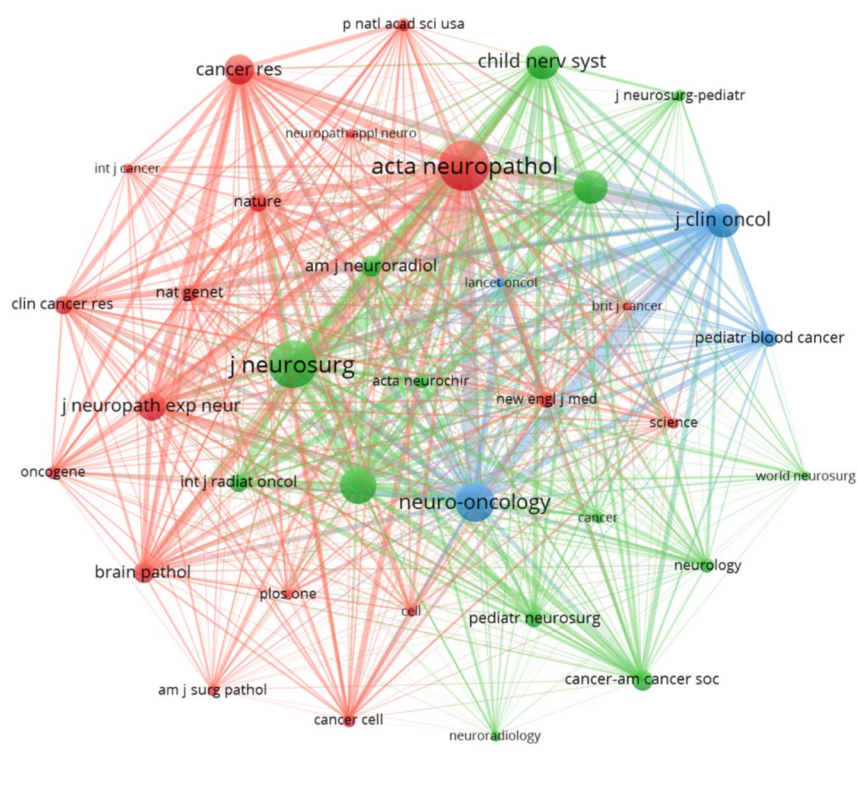 p natl acad sci usa
child nerv syst
cancer res
j neurosurg-pediatr
neuropath appl neuro
acta neuropathol
int j cancer
nature
j clin oncol
am j neuroradiol
lancet oncol
nat genet
clin cancer res
brit j cancer
pediatr blood cancer
j neurosurg
acta neurochir
new engl j med
j neuropath exp neur
science
oncogene
int j radiat oncol
world neurosurg
neuro-oncology
cancer
neurology
brain pathol
plos one
cell
pediatr neurosurg
cancer-am cancer soc
am j surg pathol
cancer cell
neuroradiology